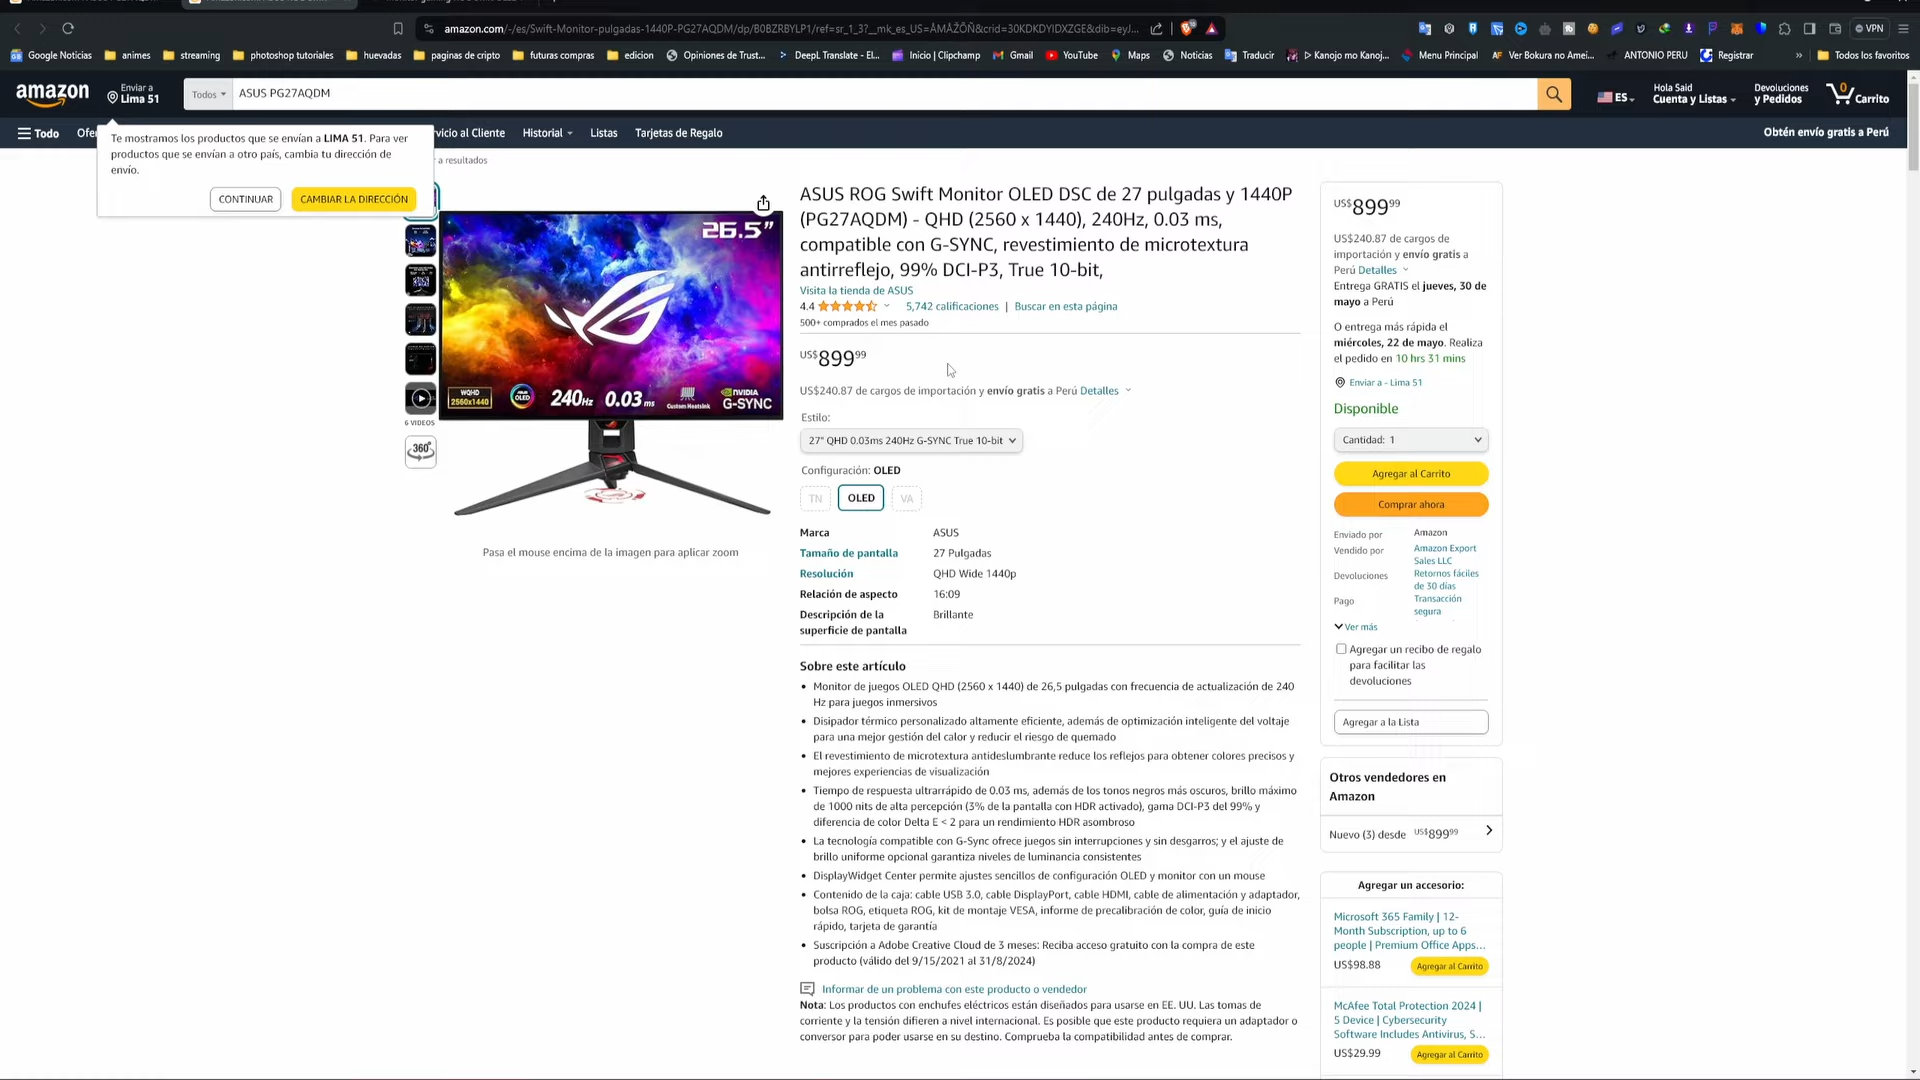 amazon.com/-/es/Swift-Monitor-pulgadas-1440P-PG27AQDM/dp/B0BZRBYLP1/ref=sr_1_3?__mk_es_US=ÅMÅŽÕÑ&crid=30KDKDYIDXZGE&dib=eyJ...
VPN
Google Noticias
animes
streaming
photoshop tutoriales
huevadas
paginas de cripto
futuras compras
edicion
Opiniones de Trust...
DeepL Translate - El...
Inicio | Clipchamp
Gmail
YouTube
Maps
Noticias
Traducir
Kanojo mo Kanoj...
Menu Principal
Ver Bokura no Amei...
ANTONIO PERU
Registrar
»
Todos los favoritos
amazon
Enviar a
Lima 51
Todos
ASUS PG27AQDM
ES
Hola Said
Cuenta y Listas
Devoluciones
y Pedidos
0
Carrito
Todo
Ofe
rvicio al Cliente
Historial
Listas
Tarjetas de Regalo
Obtén envío gratis a Perú
Te mostramos los productos que se envían a LIMA 51. Para ver
productos que se envían a otro país, cambia tu dirección de
envío.
CONTINUAR
CAMBIAR LA DIRECCIÓN
r a resultados
26.5"
WQHD
2560x1440
OLED
240Hz
0.03 ms
Custom Heatsink
NVIDIA
G-SYNC
6 VIDEOS
360°
Pasa el mouse encima de la imagen para aplicar zoom
ASUS ROG Swift Monitor OLED DSC de 27 pulgadas y 1440P
(PG27AQDM) - QHD (2560 x 1440), 240Hz, 0.03 ms,
compatible con G-SYNC, revestimiento de microtextura
antirreflejo, 99% DCI-P3, True 10-bit,
Visita la tienda de ASUS
4.4
5,742 calificaciones | Buscar en esta página
500+ comprados el mes pasado
US$89999
US$240.87 de cargos de importación y envío gratis a Perú Detalles
Estilo:
27" QHD 0.03ms 240Hz G-SYNC True 10-bit
Configuración: OLED
TN
OLED
VA
Marca ASUS
Tamaño de pantalla 27 Pulgadas
Resolución QHD Wide 1440p
Relación de aspecto 16:09
Descripción de la Brillante
superficie de pantalla
Sobre este artículo
• Monitor de juegos OLED QHD (2560 x 1440) de 26,5 pulgadas con frecuencia de actualización de 240
Hz para juegos inmersivos
• Disipador térmico personalizado altamente eficiente, además de optimización inteligente del voltaje
para una mejor gestión del calor y reducir el riesgo de quemado
• El revestimiento de microtextura antideslumbrante reduce los reflejos para obtener colores precisos y
mejores experiencias de visualización
• Tiempo de respuesta ultrarrápido de 0.03 ms, además de los tonos negros más oscuros, brillo máximo
de 1000 nits de alta percepción (3% de la pantalla con HDR activado), gama DCI-P3 del 99% y
diferencia de color Delta E < 2 para un rendimiento HDR asombroso
• La tecnología compatible con G-Sync ofrece juegos sin interrupciones y sin desgarros; y el ajuste de
brillo uniforme opcional garantiza niveles de luminancia consistentes
• DisplayWidget Center permite ajustes sencillos de configuración OLED y monitor con un mouse
• Contenido de la caja: cable USB 3.0, cable DisplayPort, cable HDMI, cable de alimentación y adaptador,
bolsa ROG, etiqueta ROG, kit de montaje VESA, informe de precalibración de color, guía de inicio
rápido, tarjeta de garantía
• Suscripción a Adobe Creative Cloud de 3 meses: Reciba acceso gratuito con la compra de este
producto (válido del 9/15/2021 al 31/8/2024)
Informar de un problema con este producto o vendedor
Nota: Los productos con enchufes eléctricos están diseñados para usarse en EE. UU. Las tomas de
corriente y la tensión difieren a nivel internacional. Es posible que este producto requiera un adaptador o
conversor para poder usarse en su destino. Comprueba la compatibilidad antes de comprar.
US$89999
US$240.87 de cargos de
importación y envío gratis a
Perú Detalles
Entrega GRATIS el jueves, 30 de
mayo a Perú
O entrega más rápida el
miércoles, 22 de mayo. Realiza
el pedido en 10 hrs 31 mins
Enviar a - Lima 51
Disponible
Cantidad: 1
Agregar al Carrito
Comprar ahora
Enviado por Amazon
Vendido por Amazon Export
Sales LLC
Devoluciones Retornos fáciles
de 30 días
Pago Transacción
segura
Ver más
Agregar un recibo de regalo
para facilitar las
devoluciones
Agregar a la Lista
Otros vendedores en
Amazon
Nuevo (3) desde US$89999
Agregar un accesorio:
Microsoft 365 Family | 12-
Month Subscription, up to 6
people | Premium Office Apps...
US$98.88 Agregar al Carrito
McAfee Total Protection 2024 |
5 Device | Cybersecurity
Software Includes Antivirus, S...
US$29.99 Agregar al Carrito